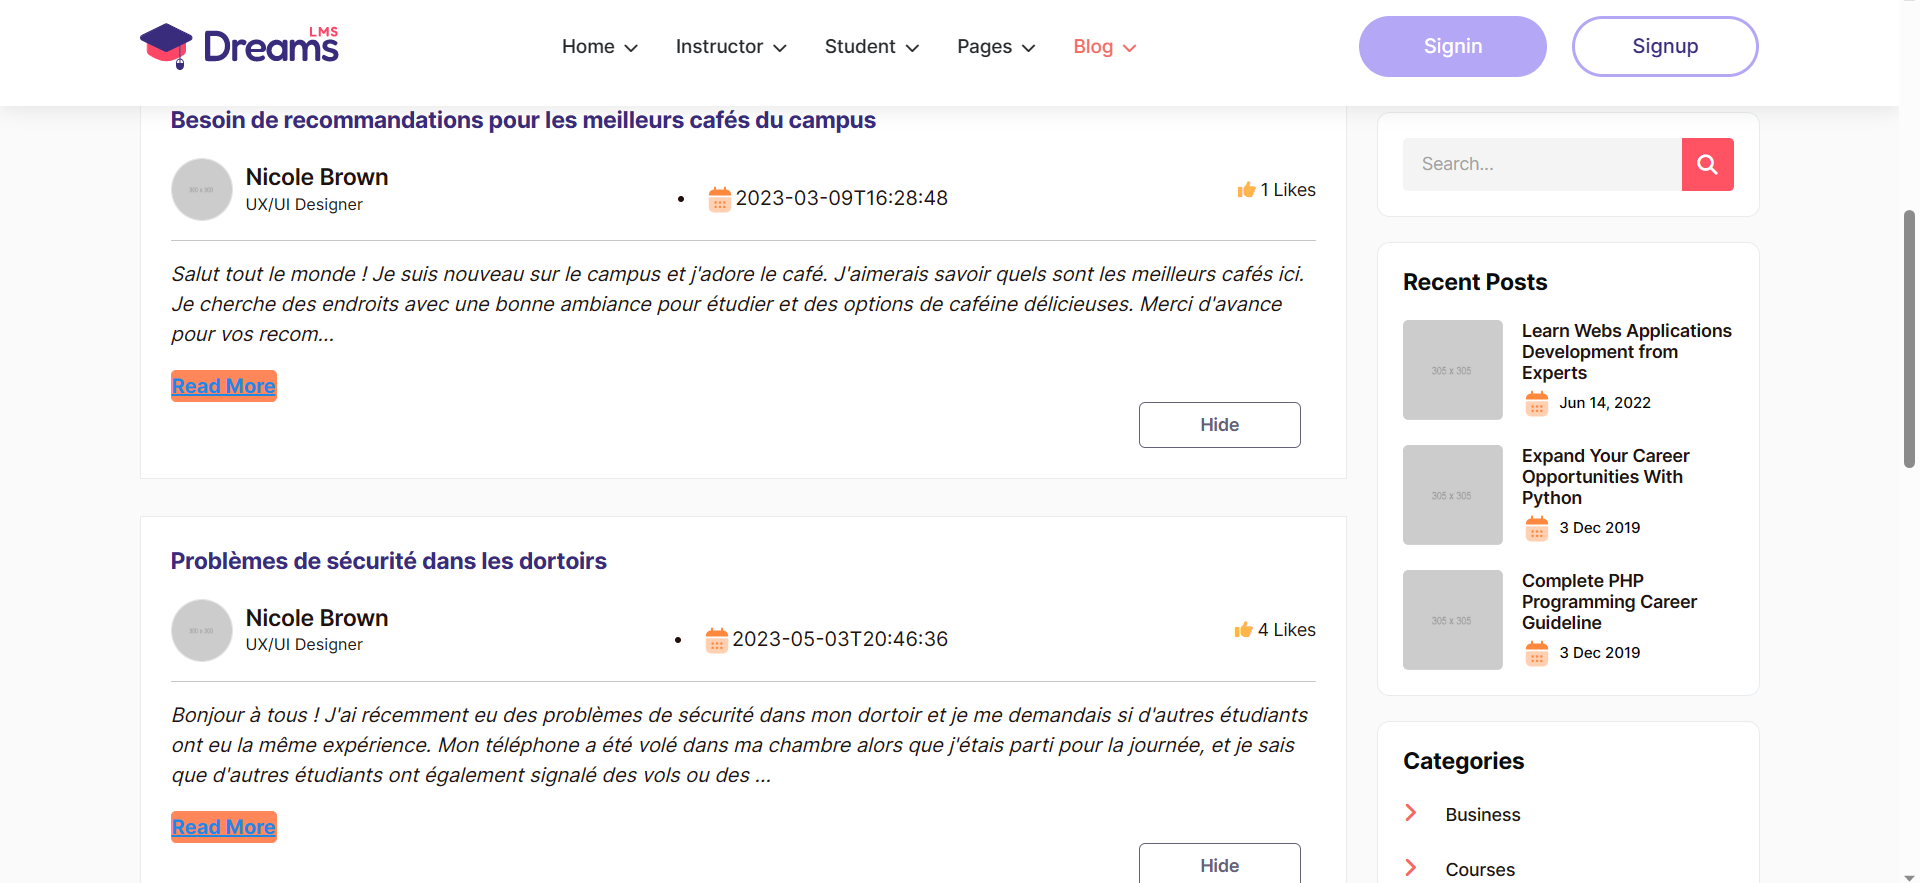 LMS
Dreams
Home Instructor Student Pages Blog
Signin
Signup
Besoin de recommandations pour les meilleurs cafés du campus
300 x 300
Nicole Brown
UX/UI Designer
• 2023-03-09T16:28:48
1 Likes
Salut tout le monde ! Je suis nouveau sur le campus et j'adore le café. J'aimerais savoir quels sont les meilleurs cafés ici.
Je cherche des endroits avec une bonne ambiance pour étudier et des options de caféine délicieuses. Merci d'avance
pour vos recom...
Read More
Hide
Problèmes de sécurité dans les dortoirs
300 x 300
Nicole Brown
UX/UI Designer
• 2023-05-03T20:46:36
4 Likes
Bonjour à tous ! J'ai récemment eu des problèmes de sécurité dans mon dortoir et je me demandais si d'autres étudiants
ont eu la même expérience. Mon téléphone a été volé dans ma chambre alors que j'étais parti pour la journée, et je sais
que d'autres étudiants ont également signalé des vols ou des ...
Read More
Hide
Search...
Recent Posts
305 x 305
Learn Webs Applications
Development from
Experts
Jun 14, 2022
305 x 305
Expand Your Career
Opportunities With
Python
3 Dec 2019
305 x 305
Complete PHP
Programming Career
Guideline
3 Dec 2019
Categories
Business
Courses